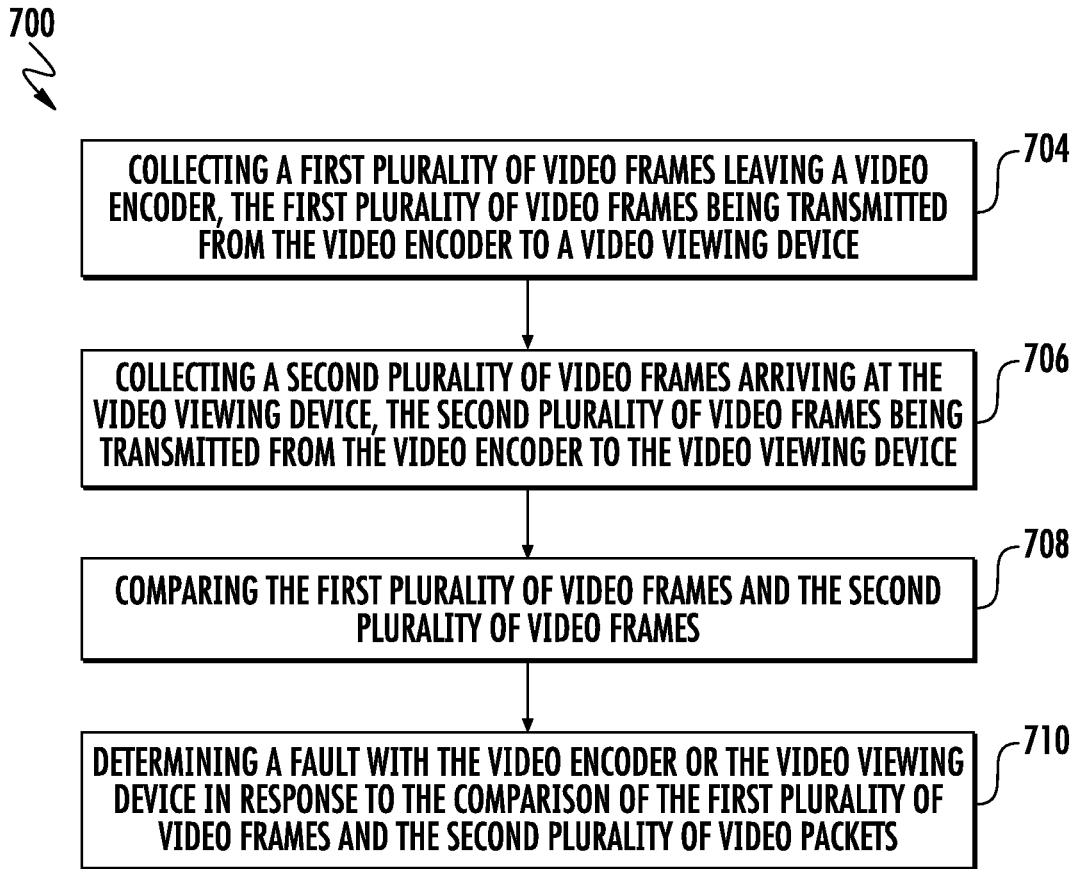 700
COLLECTING A FIRST PLURALITY OF VIDEO FRAMES LEAVING A VIDEO
ENCODER, THE FIRST PLURALITY OF VIDEO FRAMES BEING TRANSMITTED
FROM THE VIDEO ENCODER TO A VIDEO VIEWING DEVICE
704
COLLECTING A SECOND PLURALITY OF VIDEO FRAMES ARRIVING AT THE
VIDEO VIEWING DEVICE, THE SECOND PLURALITY OF VIDEO FRAMES BEING
TRANSMITTED FROM THE VIDEO ENCODER TO THE VIDEO VIEWING DEVICE
706
COMPARING THE FIRST PLURALITY OF VIDEO FRAMES AND THE SECOND
PLURALITY OF VIDEO FRAMES
708
DETERMINING A FAULT WITH THE VIDEO ENCODER OR THE VIDEO VIEWING
DEVICE IN RESPONSE TO THE COMPARISON OF THE FIRST PLURALITY OF
VIDEO FRAMES AND THE SECOND PLURALITY OF VIDEO PACKETS
710